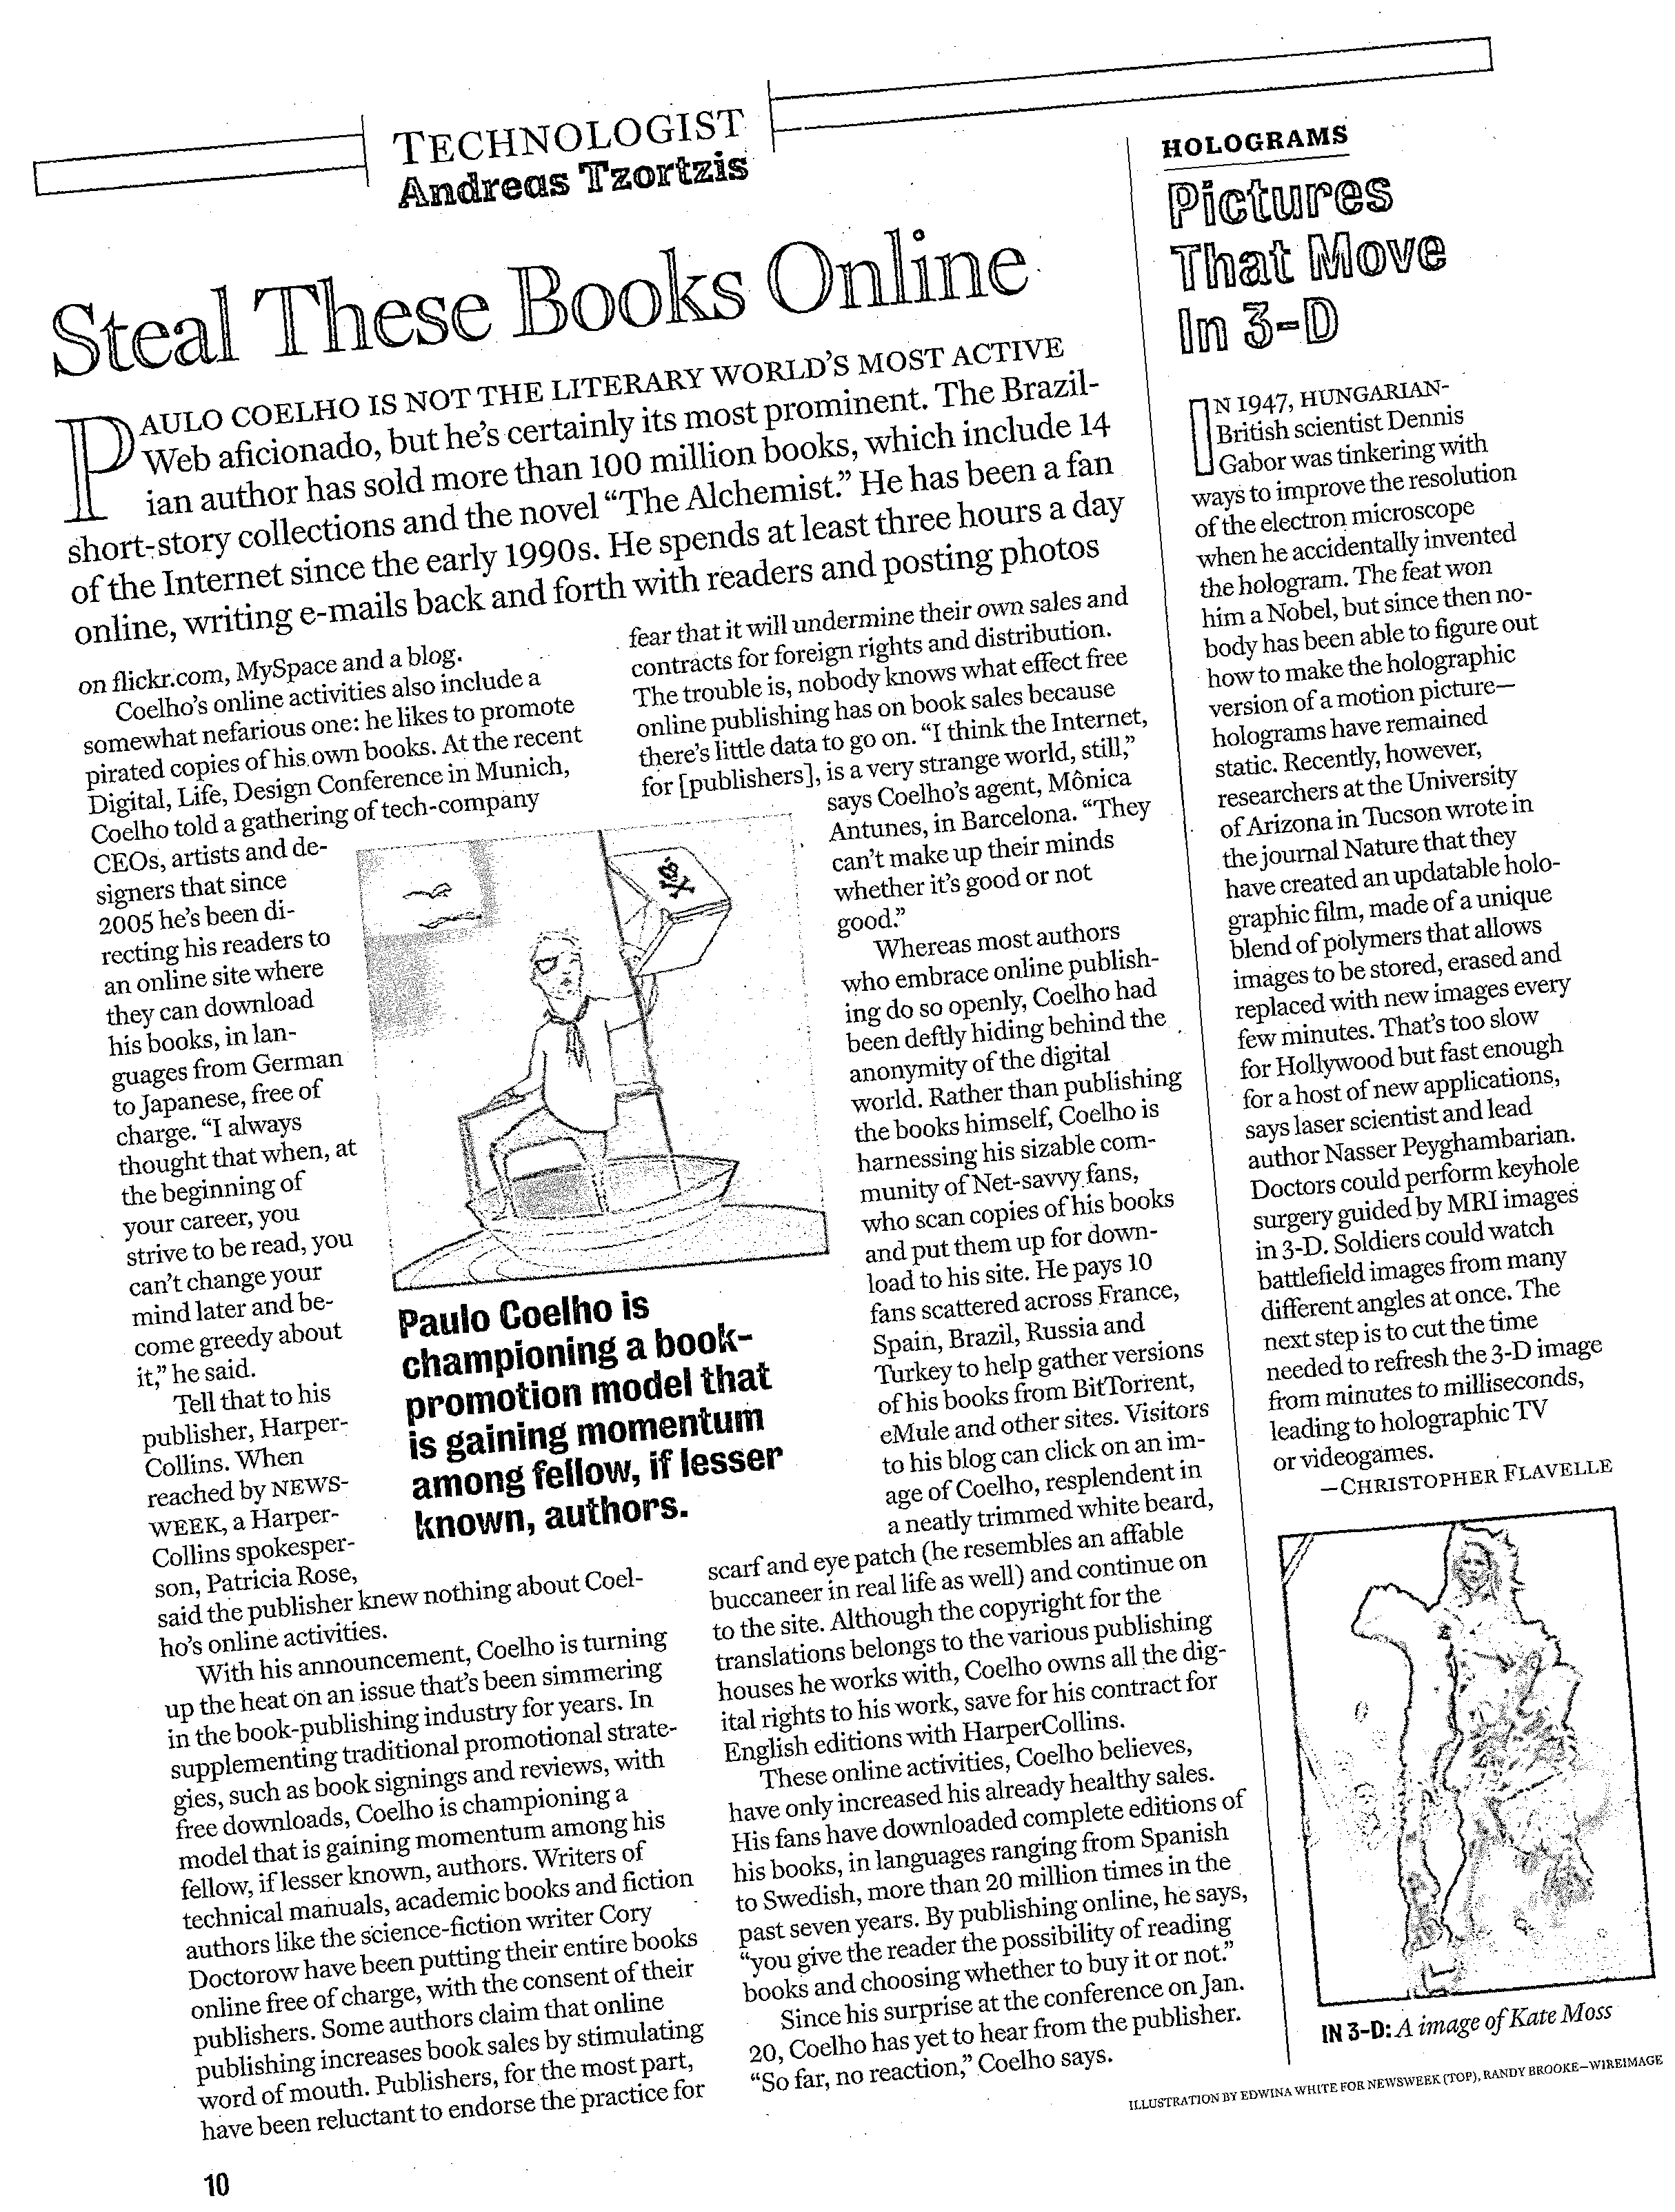 TECHNOLOGIST
Andreas Tzortzis
Steal These Books Online
PAULO COELHO IS NOT THE LITERARY WORLD'S MOST ACTIVE
Web aficionado, but he's certainly its most prominent. The Brazil-
ian author has sold more than 100 million books, which include 14
short-story collections and the novel “The Alchemist.” He has been a fan
of the Internet since the early 1990s. He spends at least three hours a day
online, writing e-mails back and forth with readers and posting photos
on flickr.com, MySpace and a blog.
Coelho's online activities also include a
somewhat nefarious one: he likes to promote
pirated copies of his own books. At the recent
Digital, Life, Design Conference in Munich,
Coelho told a gathering of tech-company
CEOs, artists and de-
signers that since
2005 he's been di-
recting his readers to
an online site where
they can download
his books, in lan-
guages from German
to Japanese, free of
charge. “I always
thought that when, at
the beginning of
your career, you
strive to be read, you
can't change your
mind later and be-
come greedy about
it,” he said.
Tell that to his
publisher, Harper-
Collins. When
reached by NEWS-
WEEK, a Harper-
Collins spokesper-
son, Patricia Rose,
said the publisher knew nothing about Coel-
ho's online activities.
With his announcement, Coelho is turning
up the heat on an issue that's been simmering
in the book-publishing industry for years. In
supplementing traditional promotional strate-
gies, such as book signings and reviews, with
free downloads, Coelho is championing a
model that is gaining momentum among his
fellow, if lesser known, authors. Writers of
technical manuals, academic books and fiction
authors like the science-fiction writer Cory
Doctorow have been putting their entire books
online free of charge, with the consent of their
publishers. Some authors claim that online
publishing increases book sales by stimulating
word of mouth. Publishers, for the most part,
have been reluctant to endorse the practice for
fear that it will undermine their own sales and
contracts for foreign rights and distribution.
The trouble is, nobody knows what effect free
online publishing has on book sales because
there's little data to go on. “I think the Internet,
for [publishers], is a very strange world, still,”
says Coelho's agent, Mônica
Antunes, in Barcelona. “They
can't make up their minds
whether it's good or not
good.”
Whereas most authors
who embrace online publish-
ing do so openly, Coelho had
been deftly hiding behind the
anonymity of the digital
world. Rather than publishing
the books himself, Coelho is
harnessing his sizable com-
munity of Net-savvy fans,
who scan copies of his books
and put them up for down-
load to his site. He pays 10
fans scattered across France,
Spain, Brazil, Russia and
Turkey to help gather versions
of his books from BitTorrent,
eMule and other sites. Visitors
to his blog can click on an im-
age of Coelho, resplendent in
a neatly trimmed white beard,
scarf and eye patch (he resembles an affable
buccaneer in real life as well) and continue on
to the site. Although the copyright for the
translations belongs to the various publishing
houses he works with, Coelho owns all the dig-
ital rights to his work, save for his contract for
English editions with HarperCollins.
These online activities, Coelho believes,
have only increased his already healthy sales.
His fans have downloaded complete editions of
his books, in languages ranging from Spanish
to Swedish, more than 20 million times in the
past seven years. By publishing online, he says,
“you give the reader the possibility of reading
books and choosing whether to buy it or not.”
Since his surprise at the conference on Jan.
20, Coelho has yet to hear from the publisher.
“So far, no reaction,” Coelho says.
Paulo Coelho is
championing a book-
promotion model that
is gaining momentum
among fellow, if lesser
known, authors.
HOLOGRAMS
Pictures
That Move
In 3-D
IN 1947, HUNGARIAN-
British scientist Dennis
Gabor was tinkering with
ways to improve the resolution
of the electron microscope
when he accidentally invented
the hologram. The feat won
him a Nobel, but since then no-
body has been able to figure out
how to make the holographic
version of a motion picture—
holograms have remained
static. Recently, however,
researchers at the University
of Arizona in Tucson wrote in
the journal Nature that they
have created an updatable holo-
graphic film, made of a unique
blend of polymers that allows
images to be stored, erased and
replaced with new images every
few minutes. That's too slow
for Hollywood but fast enough
for a host of new applications,
says laser scientist and lead
author Nasser Peyghambarian.
Doctors could perform keyhole
surgery guided by MRI images
in 3-D. Soldiers could watch
battlefield images from many
different angles at once. The
next step is to cut the time
needed to refresh the 3-D image
from minutes to milliseconds,
leading to holographic TV
or videogames.
—CHRISTOPHER FLAVELLE
IN 3-D: A image of Kate Moss
ILLUSTRATION BY EDWINA WHITE FOR NEWSWEEK (TOP), RANDY BROOKE—WIREIMAGE
10